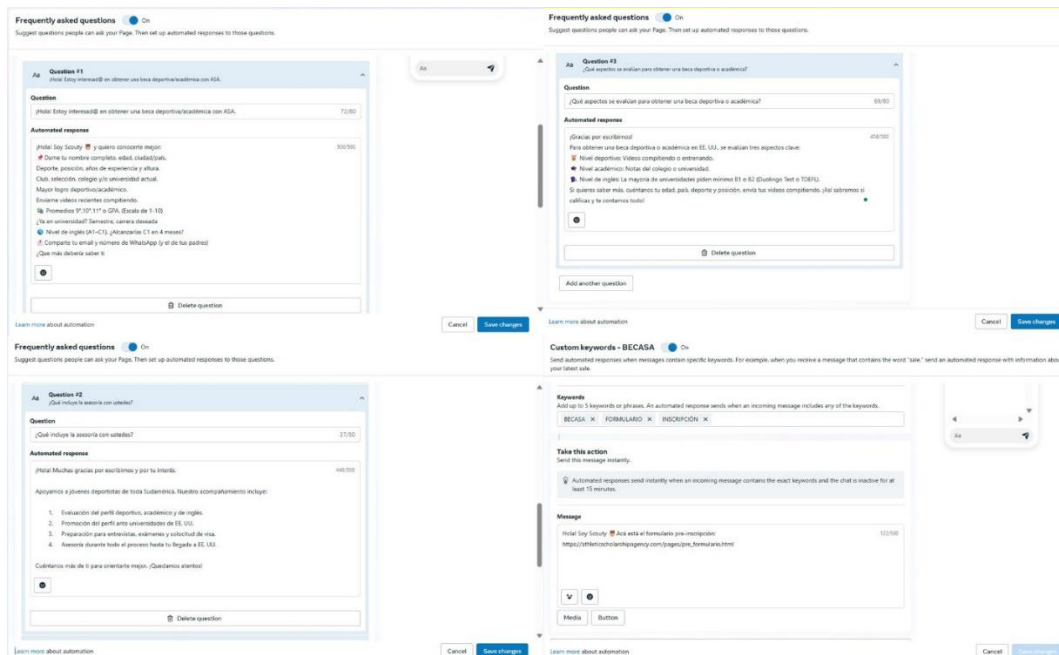 Frequently asked questions On
Suggest questions people can ask your Page. Then set up automated responses to those questions.
Aa Question #1
¡Hola! Estoy interesad@ en obtener una beca deportiva/académica con ASA.
Question
¡Hola! Estoy interesad@ en obtener una beca deportiva/académica con ASA. 72/80
Automated response
¡Hola! Soy Scouty y quiero conocerte mejor: 500/500
Dame tu nombre completo, edad, ciudad/país.
Deporte, posición, años de experiencia y altura.
Club, selección, colegio y/o universidad actual.
Mayor logro deportivo/académico.
Envíame videos recientes compitiendo.
Promedios 9°,10°,11° o GPA. (Escala de 1-10)
¿Ya en universidad? Semestre, carrera deseada
Nivel de inglés (A1–C1). ¿Alcanzarías C1 en 4 meses?
Comparte tu email y número de WhatsApp (y el de tus padres)
¿Que más debería saber ti
Delete question
Aa
Learn more about automation
Cancel Save changes
Frequently asked questions On
Suggest questions people can ask your Page. Then set up automated responses to those questions.
Aa Question #3
¿Qué aspectos se evalúan para obtener una beca deportiva o académica?
Question
¿Qué aspectos se evalúan para obtener una beca deportiva o académica? 69/80
Automated response
¡Gracias por escribirnos! 458/500
Para obtener una beca deportiva o académica en EE. UU., se evalúan tres aspectos clave:
Nivel deportivo: Videos compitiendo o entrenando.
Nivel académico: Notas del colegio o universidad.
Nivel de inglés: La mayoría de universidades piden mínimo B1 o B2 (Duolingo Test o TOEFL).
Si quieres saber más, cuéntanos tu edad, país, deporte y posición, envía tus videos compitiendo. ¡Así sabremos si
calificas y te contamos todo!
Delete question
Add another question
Learn more about automation
Cancel Save changes
Frequently asked questions On
Suggest questions people can ask your Page. Then set up automated responses to those questions.
Aa Question #2
¿Qué incluye la asesoría con ustedes?
Question
¿Qué incluye la asesoría con ustedes? 37/80
Automated response
¡Hola! Muchas gracias por escribirnos y por tu interés. 448/500
Apoyamos a jóvenes deportistas de toda Sudamérica. Nuestro acompañamiento incluye:
1. Evaluación del perfil deportivo, académico y de inglés.
2. Promoción del perfil ante universidades de EE. UU.
3. Preparación para entrevistas, exámenes y solicitud de visa.
4. Asesoría durante todo el proceso hasta tu llegada a EE. UU.
Cuéntanos más de ti para orientarte mejor. ¡Quedamos atentos!
Delete question
Learn more about automation
Cancel Save changes
Custom keywords - BECASA On
Send automated responses when messages contain specific keywords. For example, when you receive a message that contains the word "sale," send an automated response with information about
your latest sale.
Keywords
Add up to 5 keywords or phrases. An automated response sends when an incoming message includes any of the keywords.
BECASA × FORMULARIO × INSCRIPCIÓN ×
Take this action
Send this message instantly.
Automated responses send instantly when an incoming message contains the exact keywords and the chat is inactive for at
least 15 minutes.
Message
Hola! Soy Scouty Acá está el formulario pre-inscripción: 122/500
https://athleticscholarshipagency.com/pages/pre_formulario.html
Media Button
Aa
Learn more about automation
Cancel Save changes